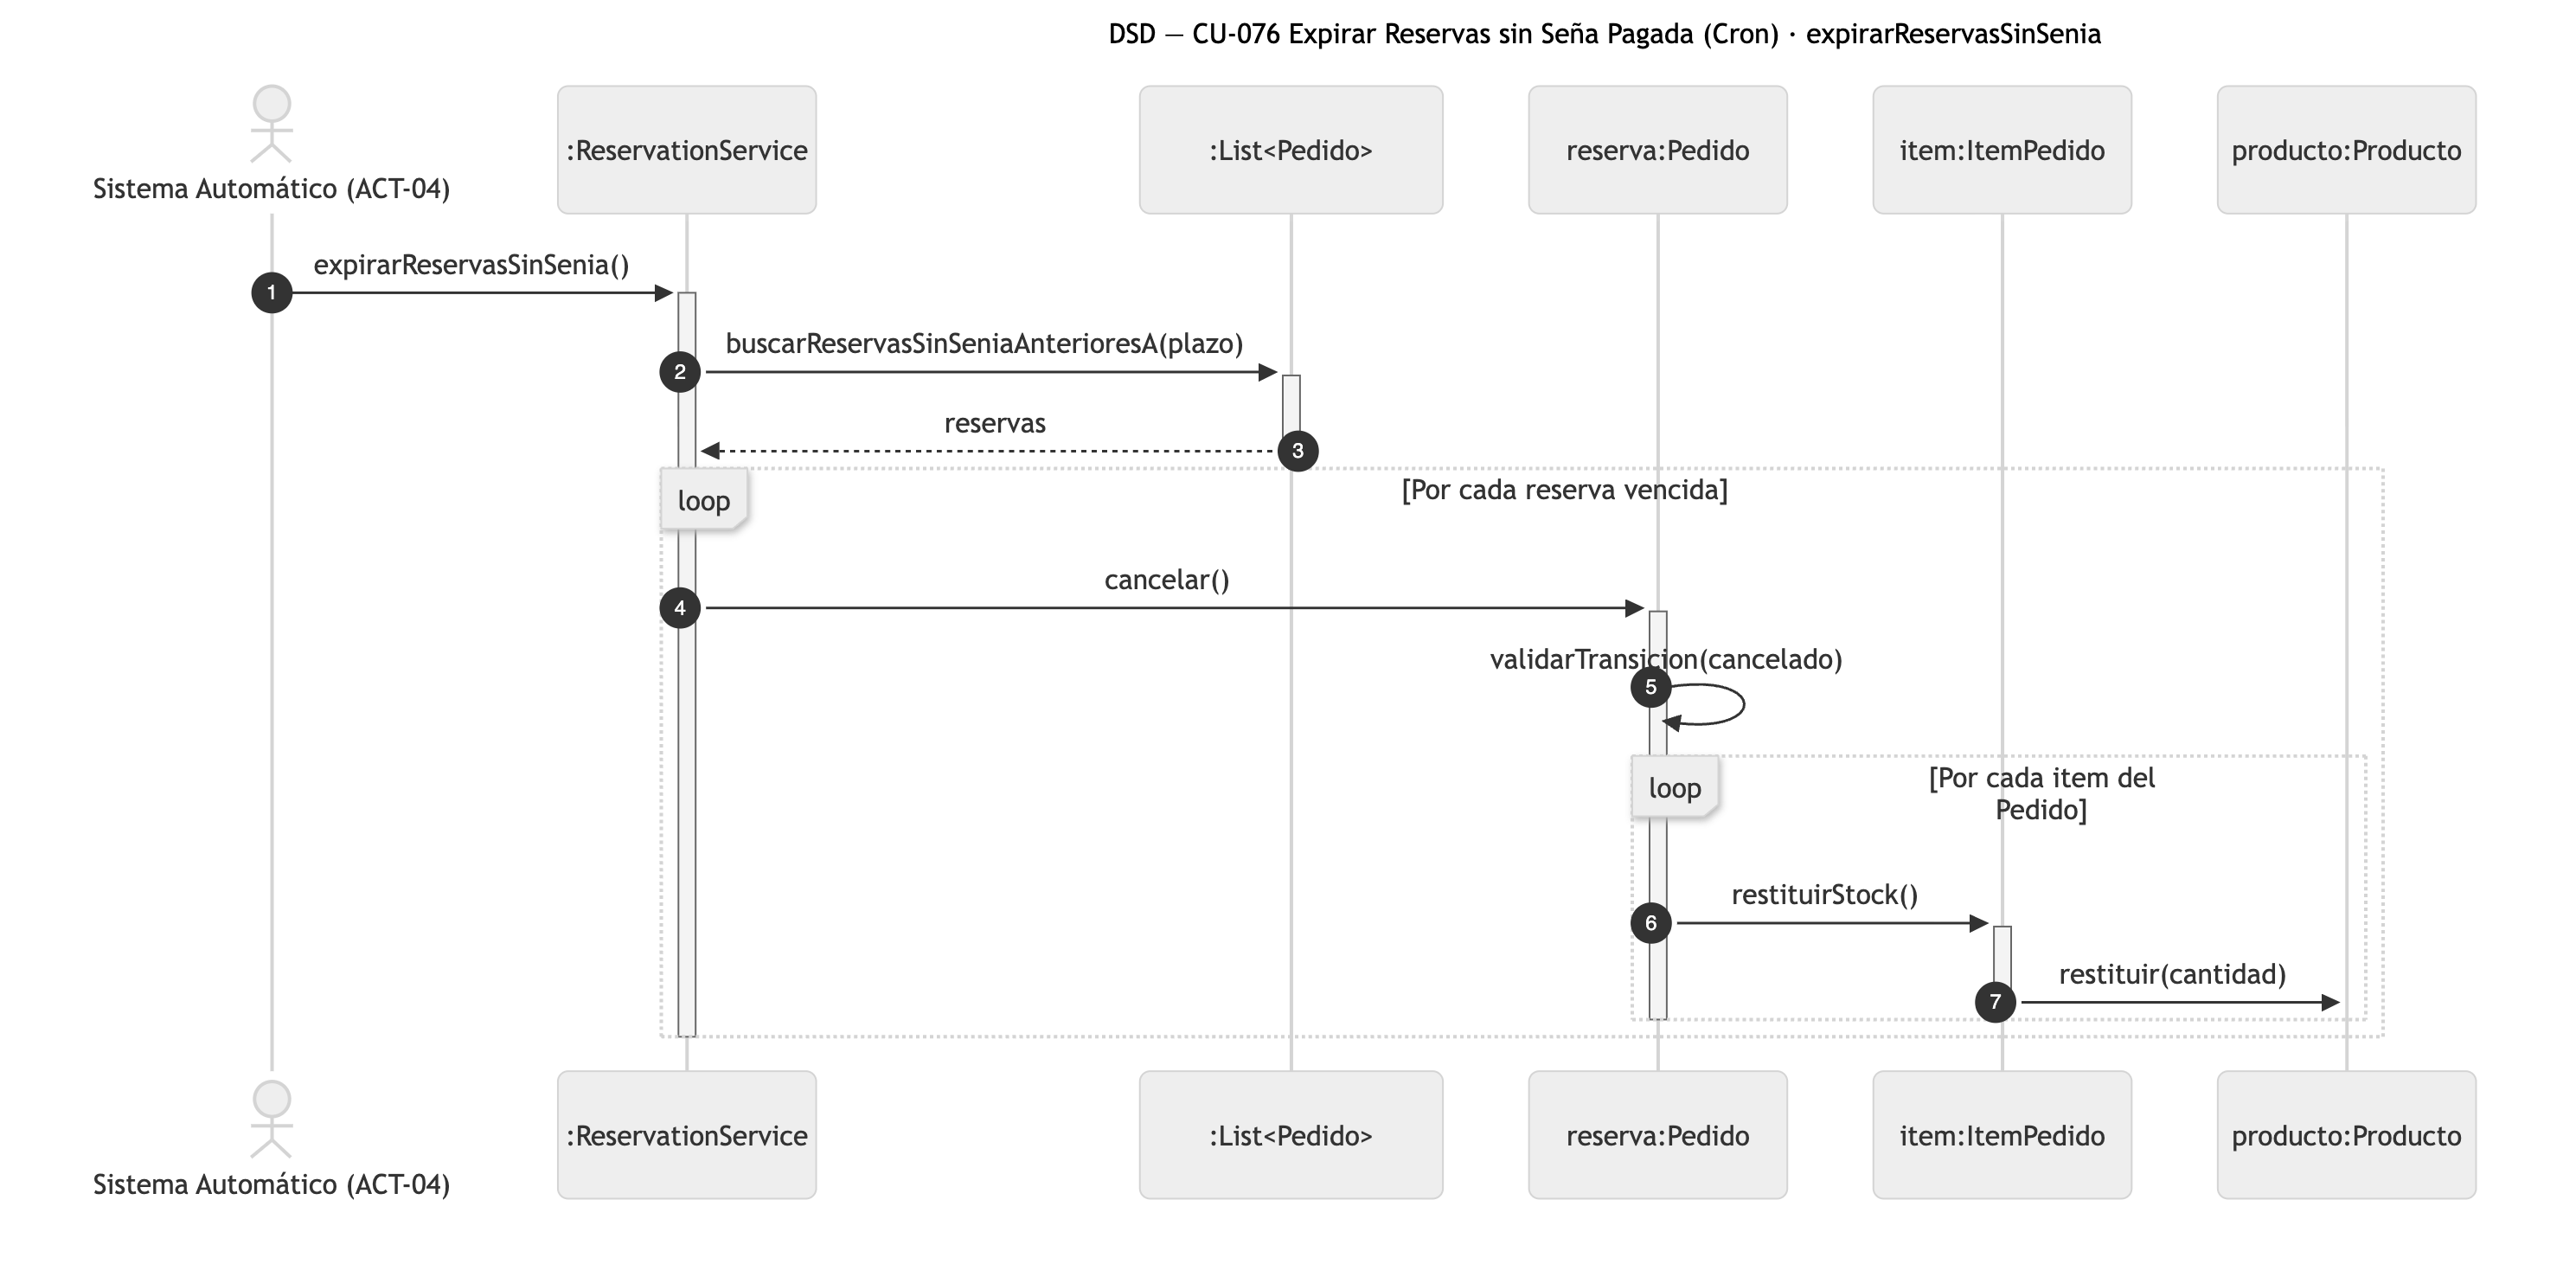 DSD – CU-076 Expirar Reservas sin Seña Pagada (Cron) · expirarReservasSinSenia
Sistema Automático (ACT-04)
:ReservationService
:List<Pedido>
reserva:Pedido
item:ItemPedido
producto:Producto
expirarReservasSinSenia()
1
buscarReservasSinSeniaAnterioresA(plazo)
2
reservas
3
loop
[Por cada reserva vencida]
cancelar()
4
validarTransicion(cancelado)
5
loop
[Por cada item del
Pedido]
restituirStock()
6
restituir(cantidad)
7
Sistema Automático (ACT-04)
:ReservationService
:List<Pedido>
reserva:Pedido
item:ItemPedido
producto:Producto